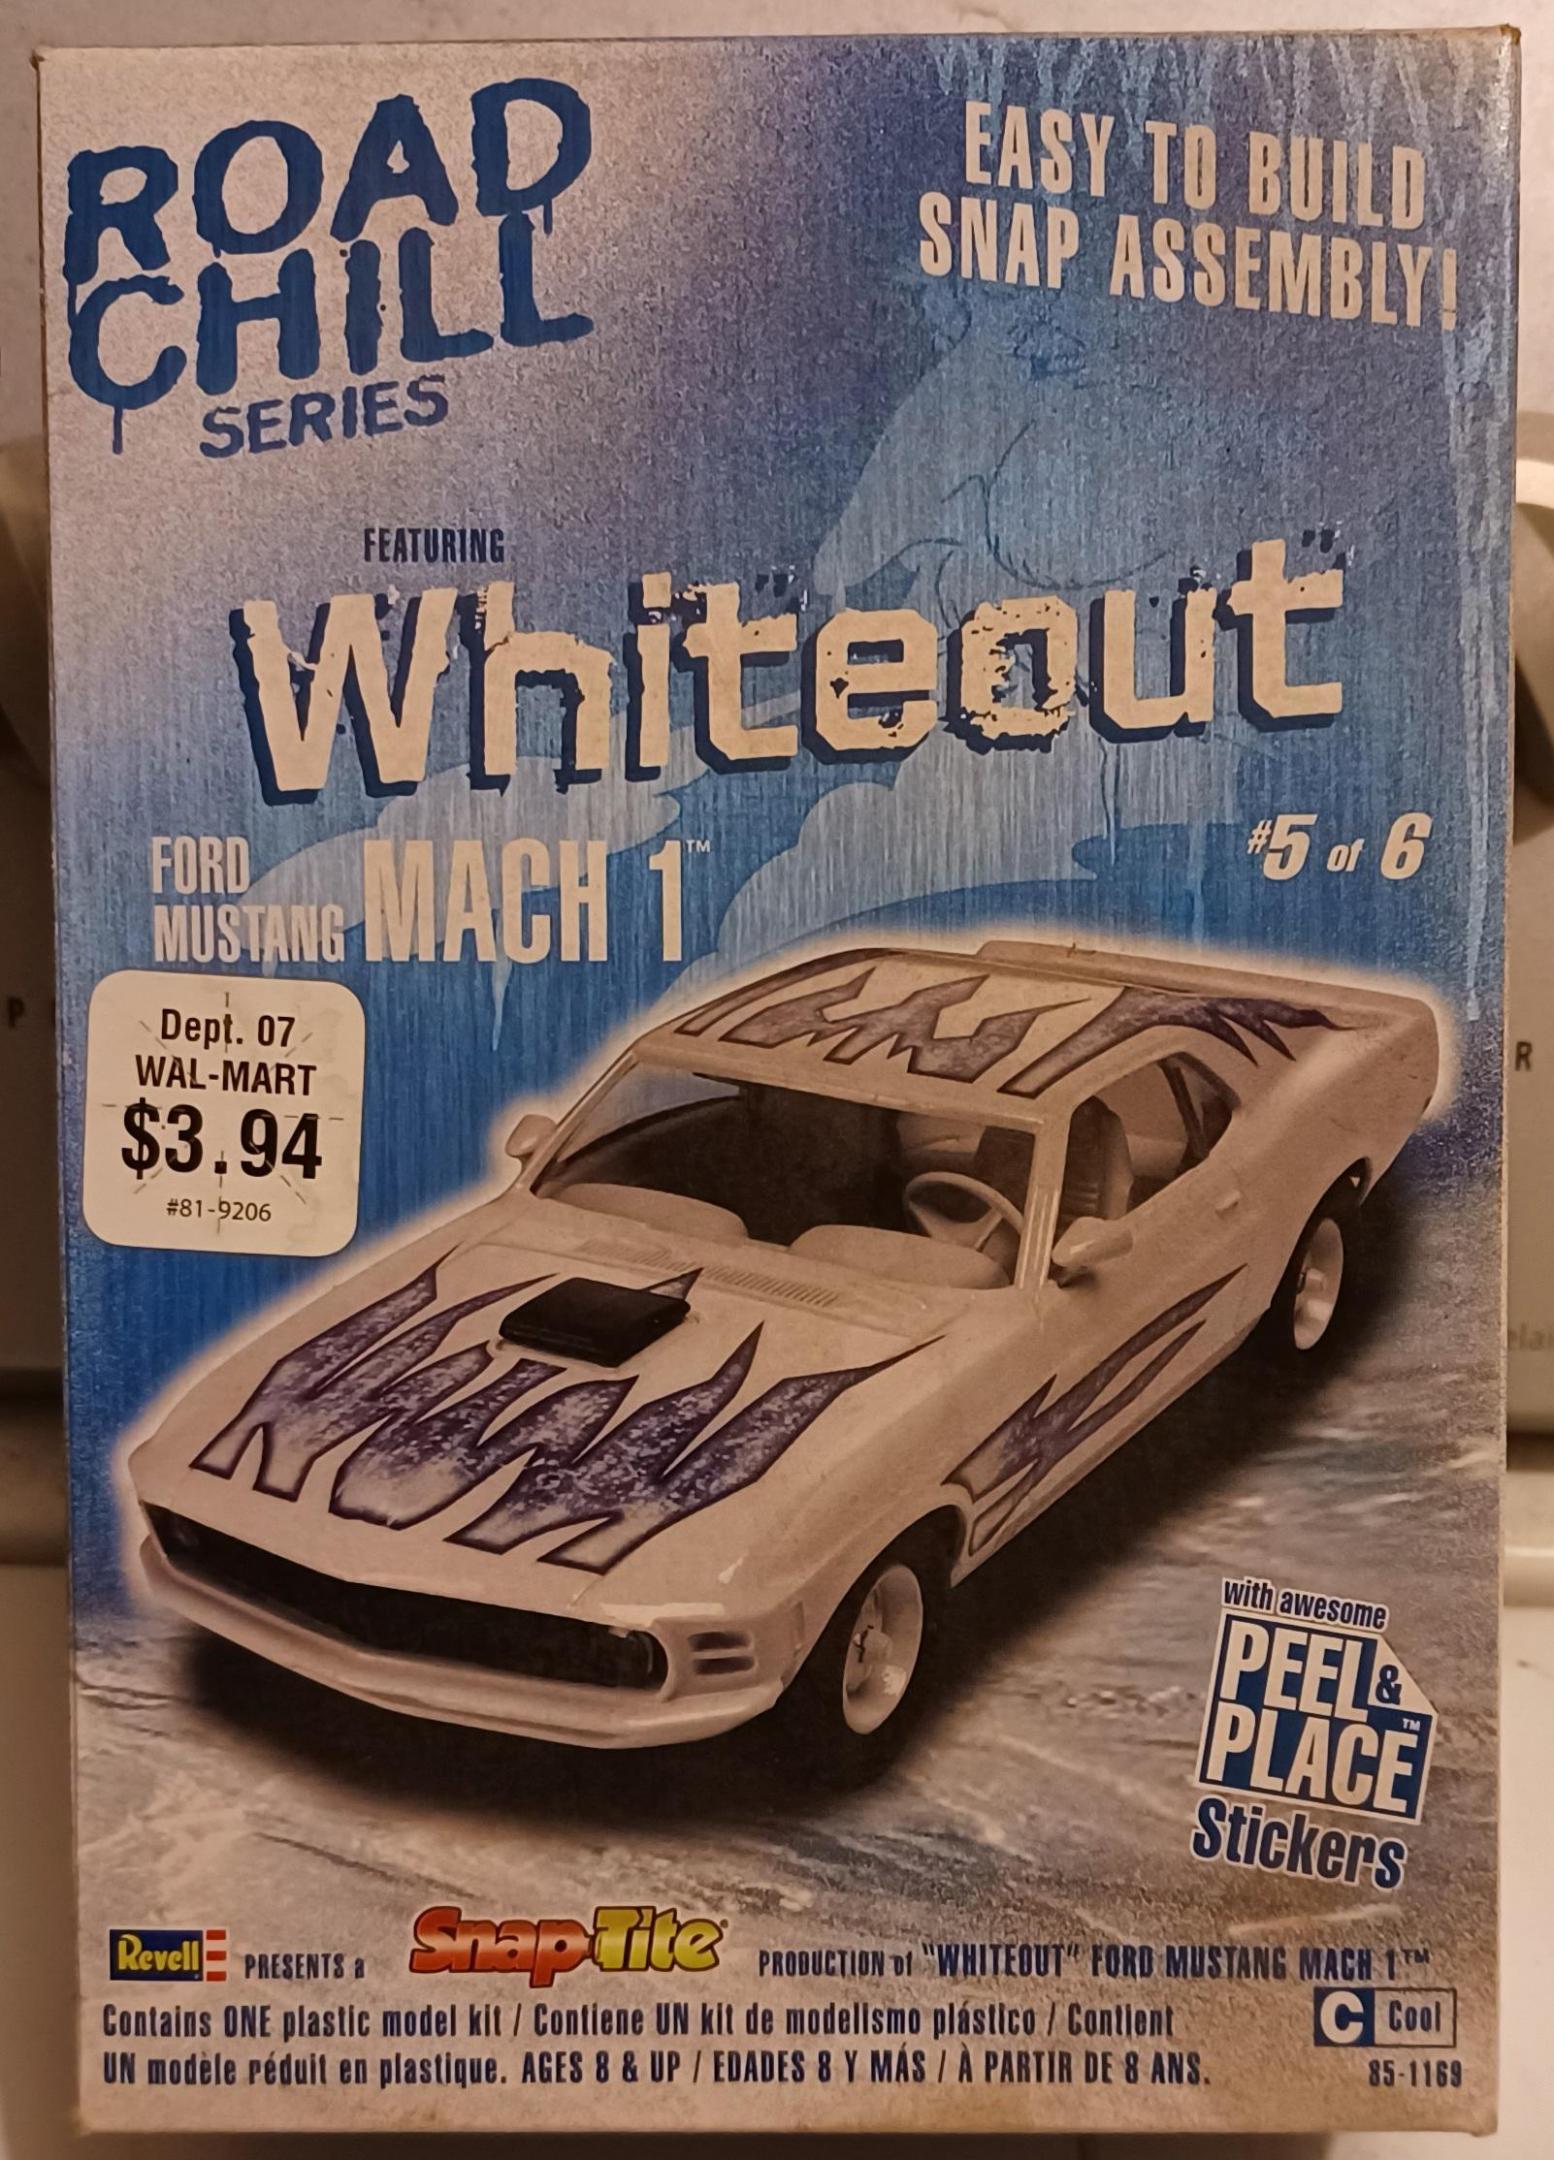 ROAD
CHILL
SERIES
EASY TO BUILD
SNAP ASSEMBLY!
FEATURING
Whiteout
#5 of 6
FORD
MUSTANG
MACH 1™
Dept. 07
WAL-MART
$3.94
#81-9206
with awesome
PEEL &
PLACE™
Stickers
Revell PRESENTS a Snap Tite® PRODUCTION of "WHITEOUT" FORD MUSTANG MACH 1™
Contains ONE plastic model kit / Contiene UN kit de modelismo plástico / Contient
UN modèle réduit en plastique. AGES 8 & UP / EDADES 8 Y MÁS / À PARTIR DE 8 ANS.
C Cool
85-1169
P
R